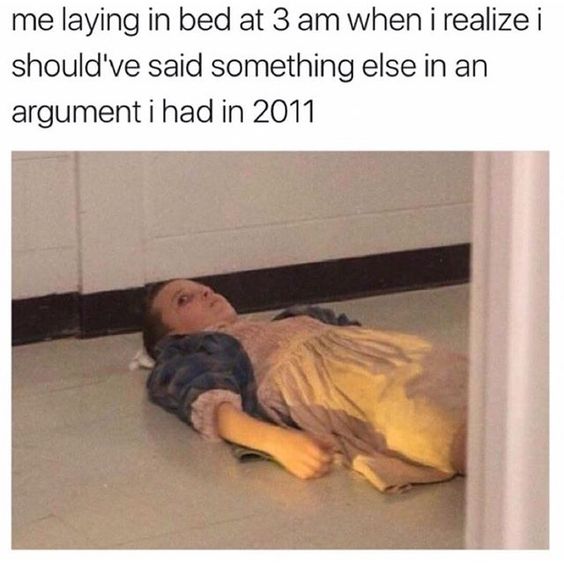 me laying in bed at 3 am when i realize i
should've said something else in an
argument i had in 2011